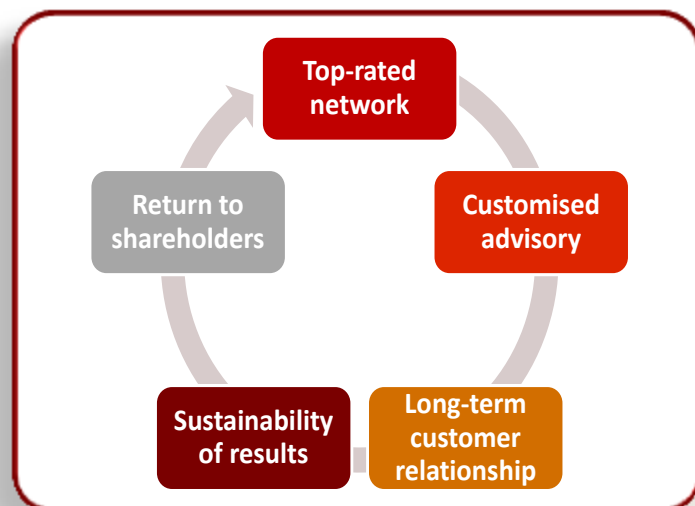 Top-rated
network
Customised
advisory
Long-term
customer
relationship
Sustainability
of results
Return to
shareholders